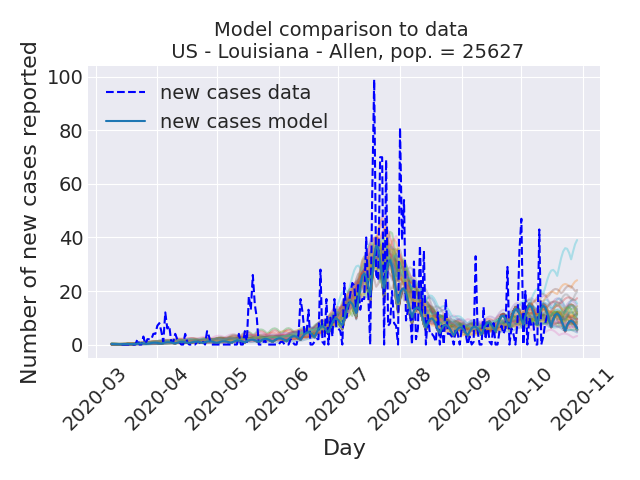 Model comparison to data
US - Louisiana - Allen, pop. = 25627
Number of new cases reported
100
80
60
40
20
0
new cases data
new cases model
2020-03
2020-04
2020-05
2020-06
2020-07
2020-08
2020-09
2020-10
2020-11
Day